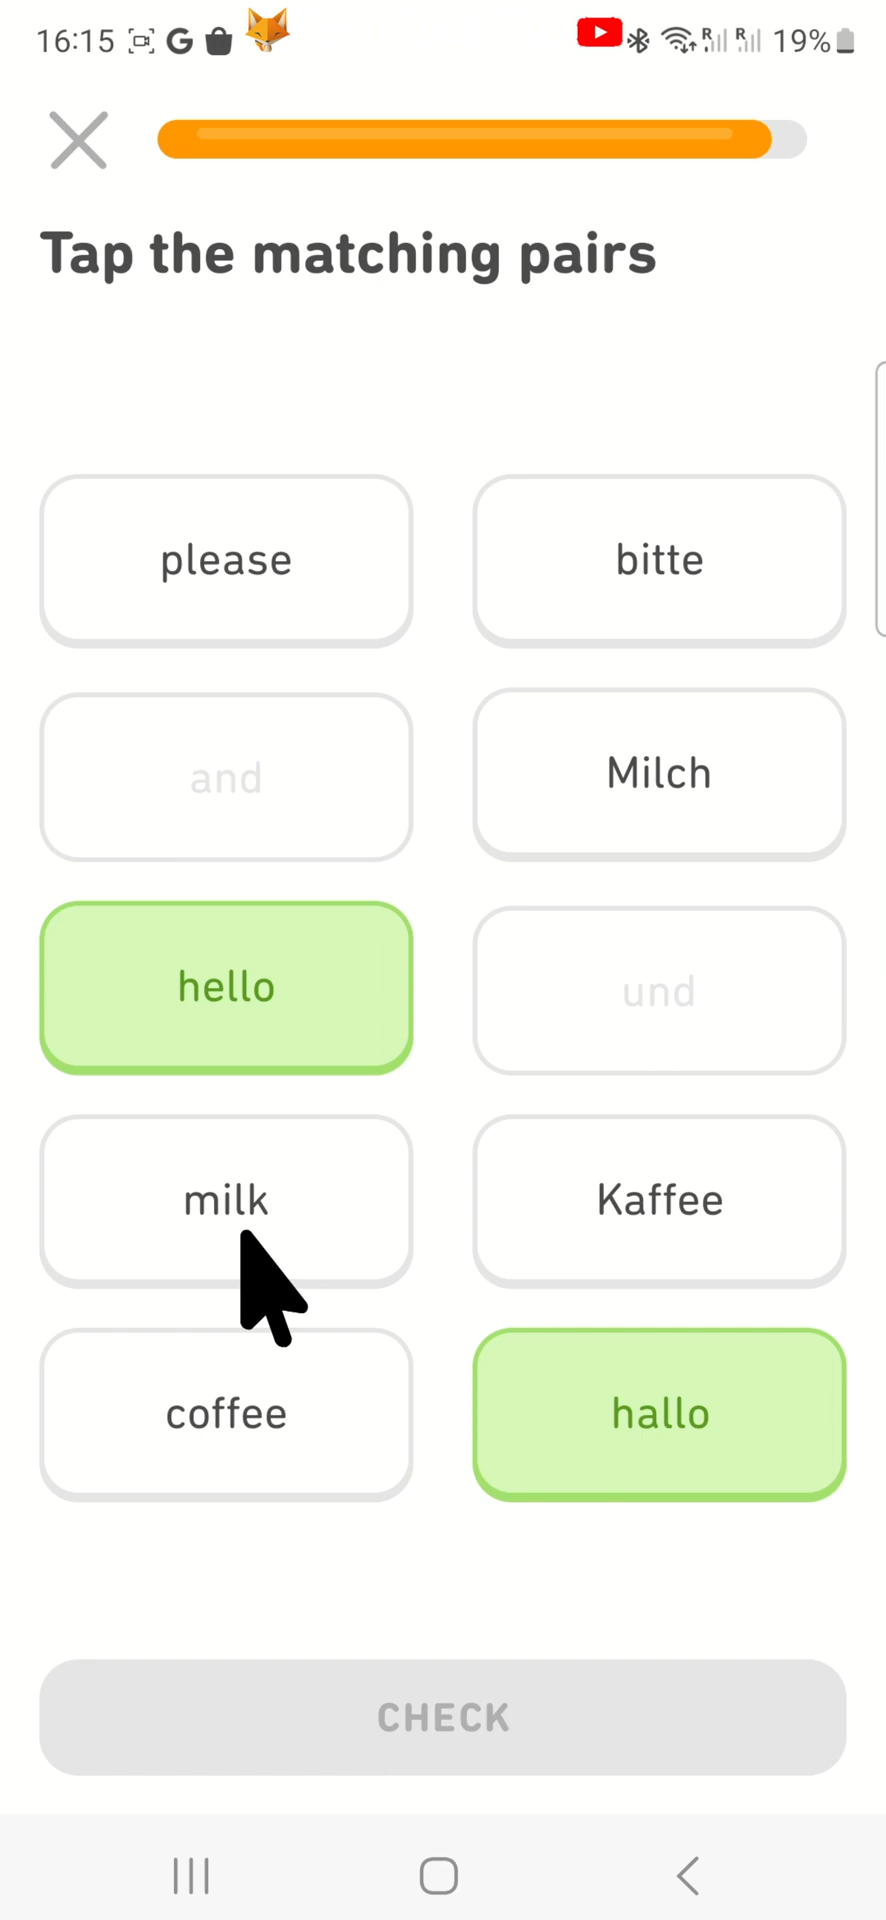 16:15 G R R 19%
Tap the matching pairs
please bitte
and Milch
hello und
milk Kaffee
coffee hallo
CHECK